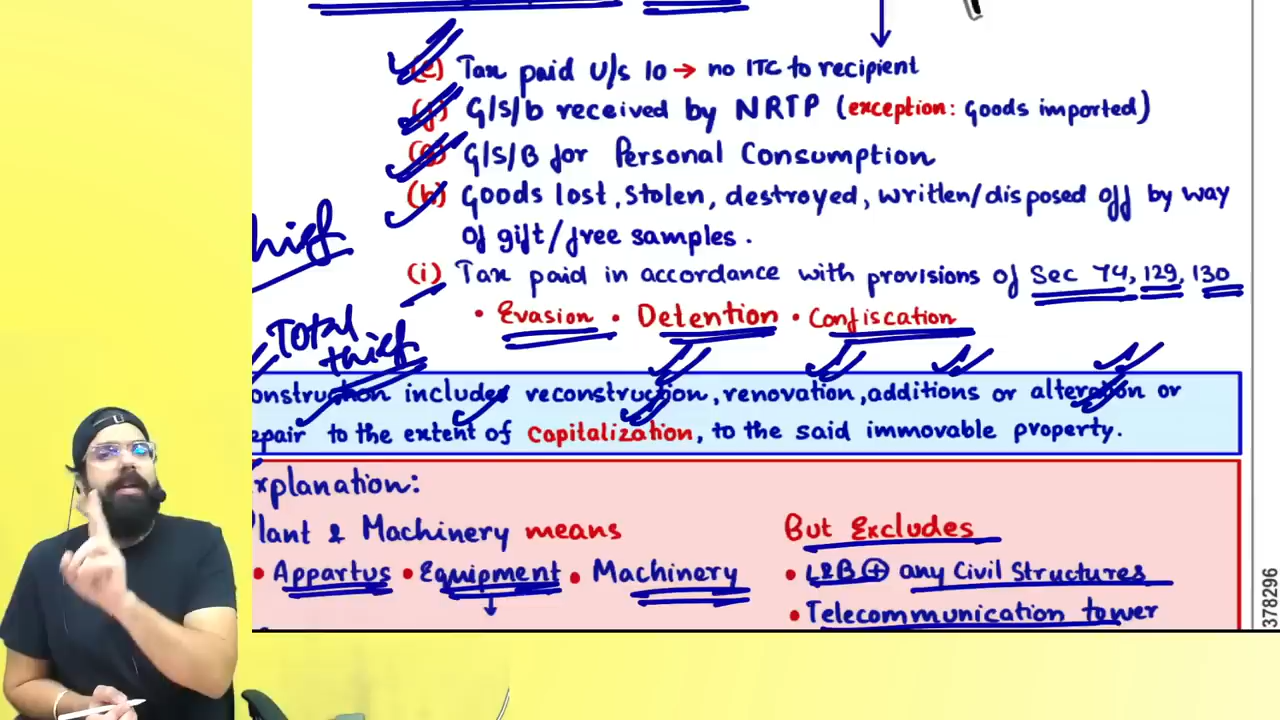 (e) Tax paid U/s 10 → no ITC to recipient
G/S/b received by NRTP (exception: Goods imported)
(g) G/S/B for Personal Consumption
(h) Goods lost, Stolen, destroyed, written/disposed off by way
of gift/free samples.
hief
(i) Tax paid in accordance with provisions of Sec 74, 129, 130
• Evasion • Detention • Confiscation
Total
thief
onstruction includes reconstruction, renovation, additions or alteration or
epair to the extent of capitalization, to the said immovable property.
xplanation:
lant & Machinery means But Excludes
• Appartus • Equipment • Machinery • L&B + any Civil Structures
• Telecommunication tower
378296